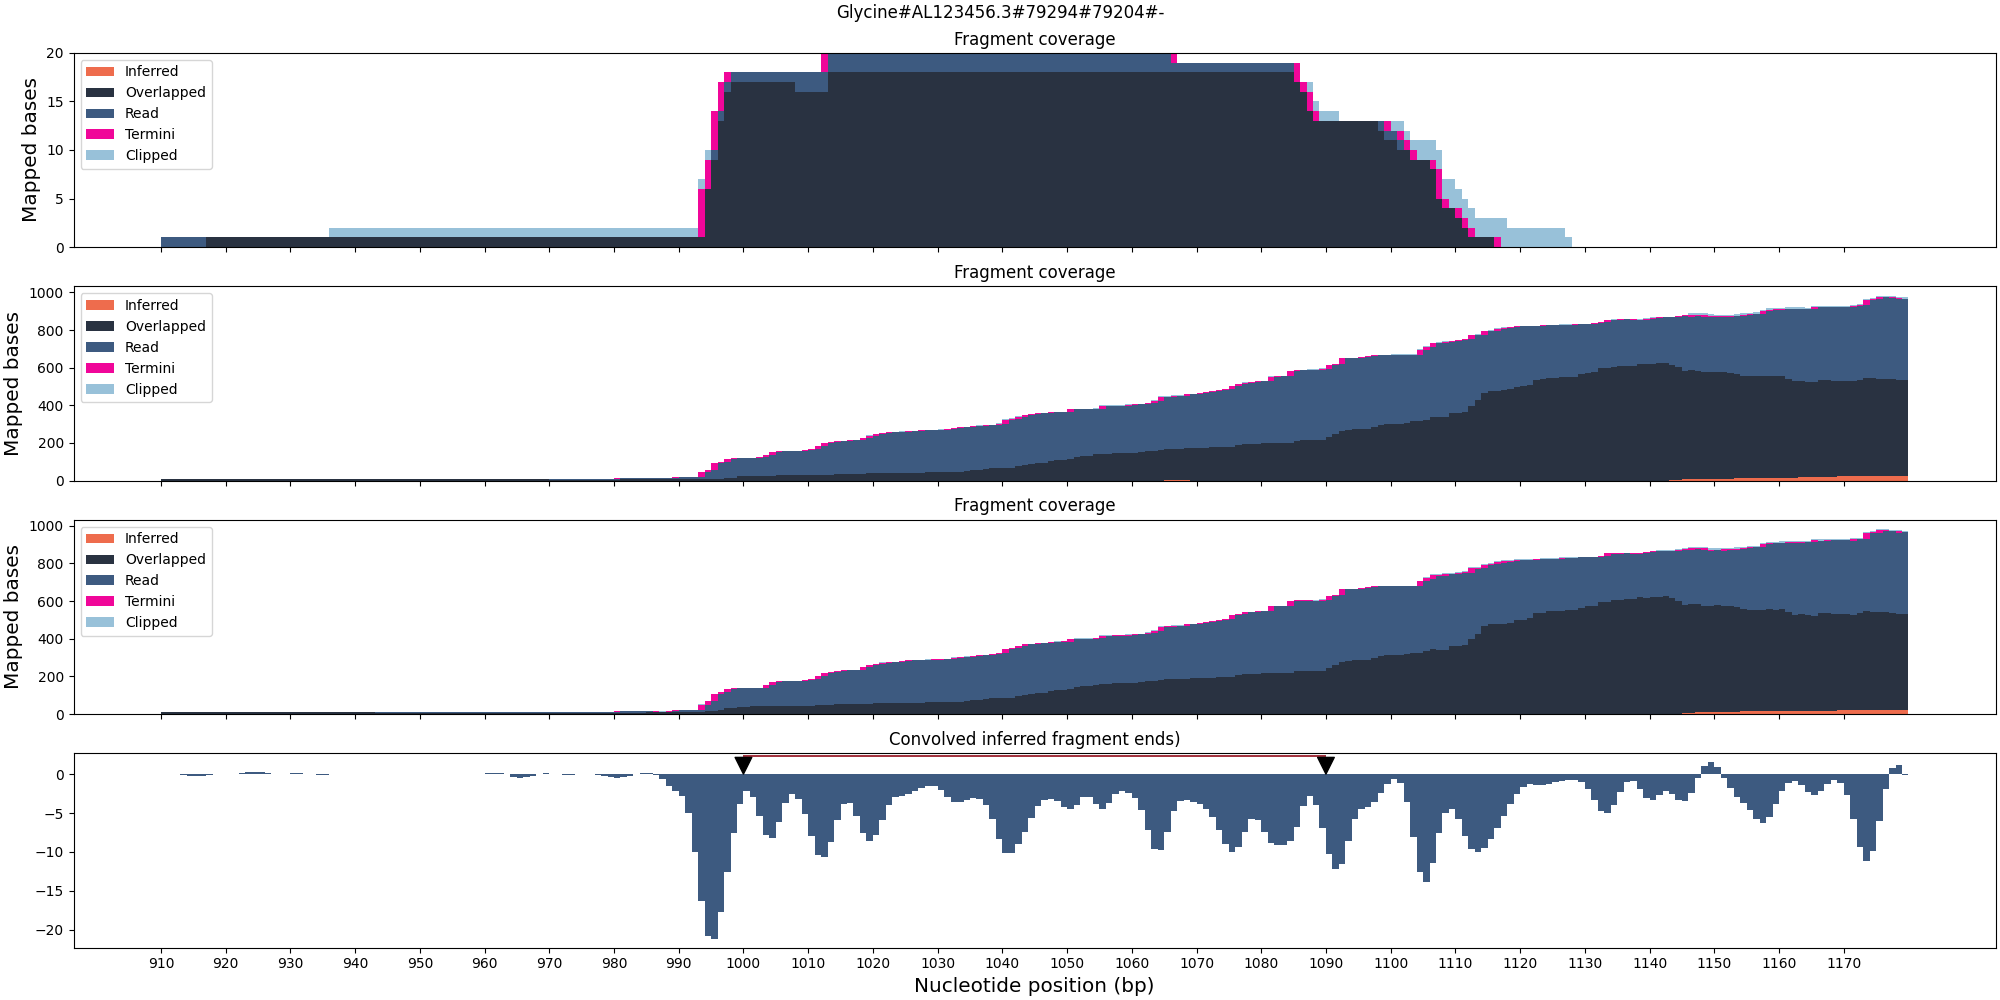 Glycine#AL123456.3#79294#79204#-
Fragment coverage
Mapped bases
20
15
10
5
0
Inferred
Overlapped
Read
Termini
Clipped
Fragment coverage
Mapped bases
1000
800
600
400
200
0
Inferred
Overlapped
Read
Termini
Clipped
Fragment coverage
Mapped bases
1000
800
600
400
200
0
Inferred
Overlapped
Read
Termini
Clipped
Convolved inferred fragment ends)
0
−5
−10
−15
−20
910 920 930 940 950 960 970 980 990 1000 1010 1020 1030 1040 1050 1060 1070 1080 1090 1100 1110 1120 1130 1140 1150 1160 1170
Nucleotide position (bp)